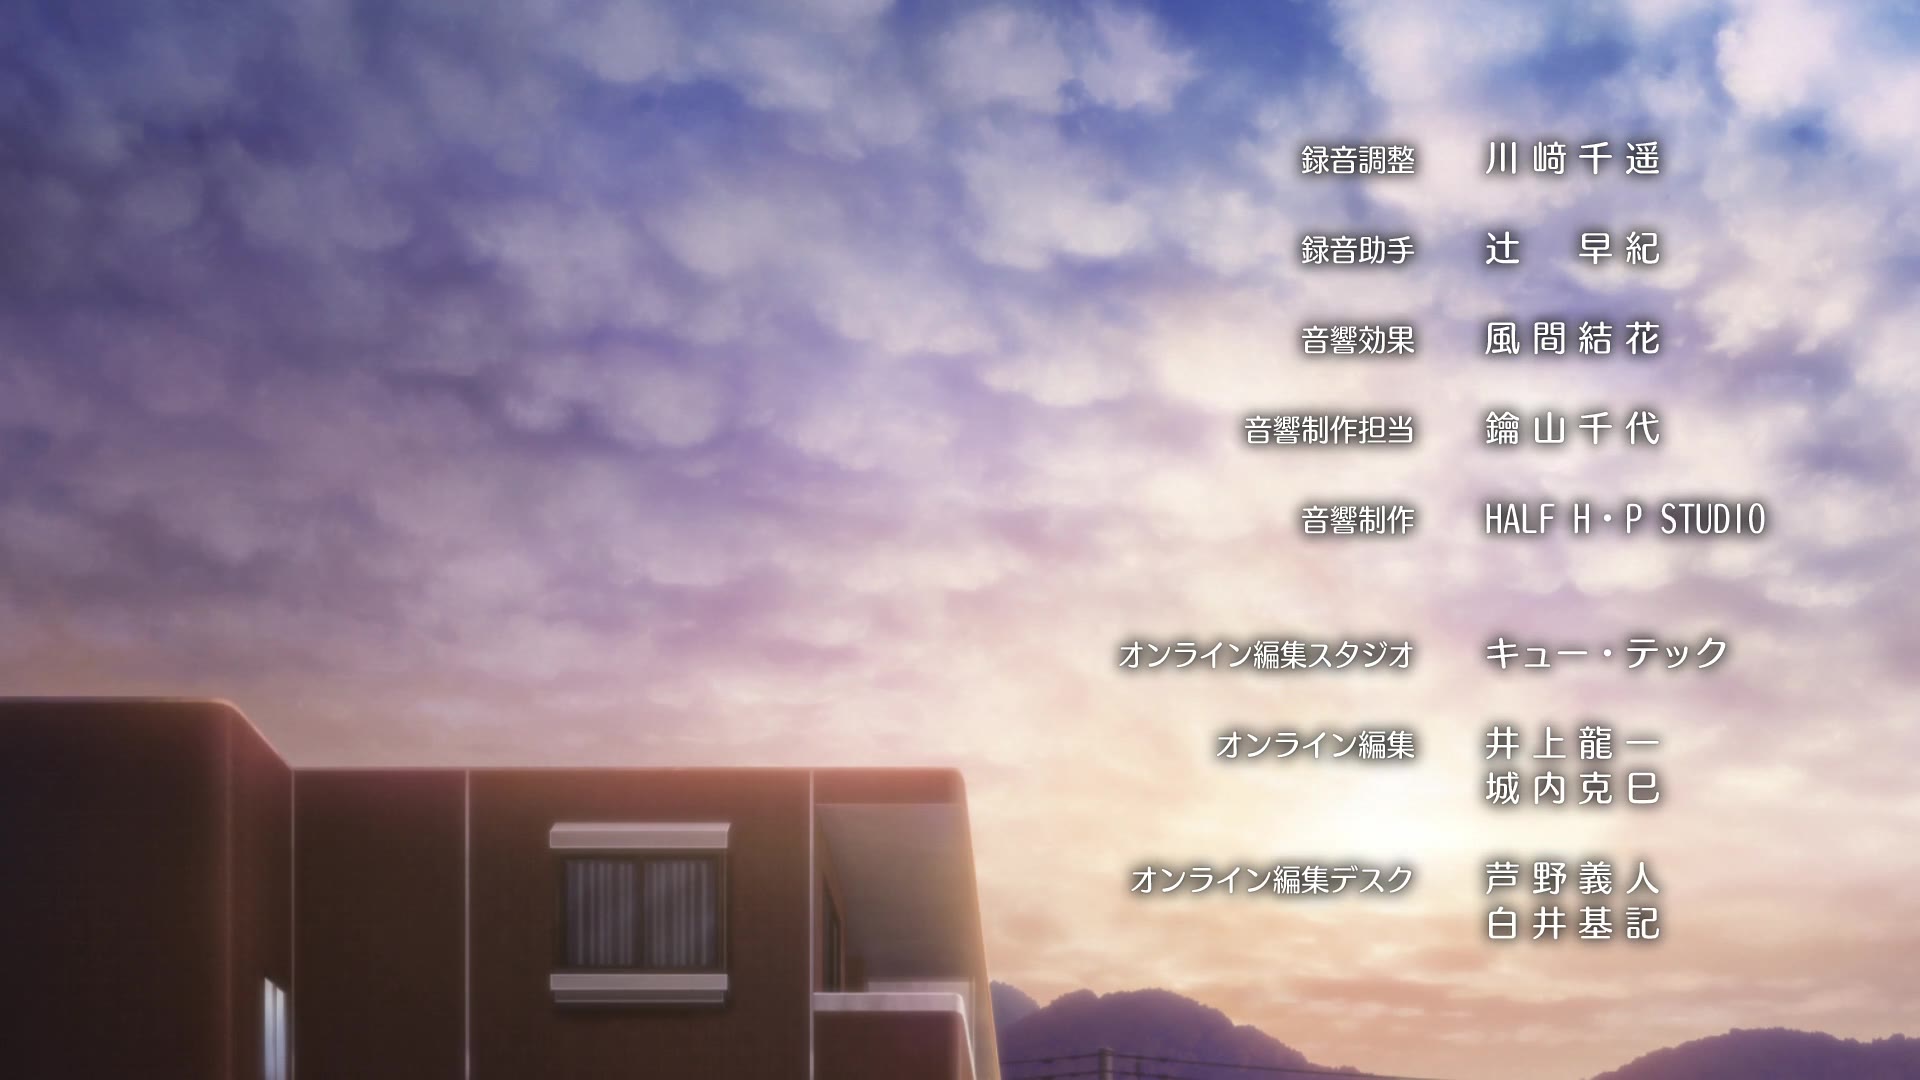 録音調整 川﨑千遥
録音助手 辻 早紀
音響効果 風間結花
音響制作担当 鑰山千代
音響制作 HALF H・P STUDIO
オンライン編集スタジオ キュー・テック
オンライン編集 井上龍一
城内克巳
オンライン編集デスク 芦野義人
白井基記